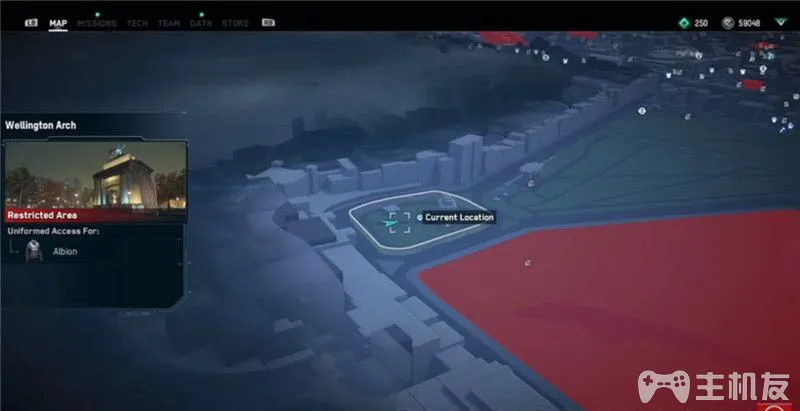 LB MAP MISSIONS TECH TEAM DATA STORE RB 250 59048
Wellington Arch
Restricted Area
Uniformed Access For:
Albion
Current Location
主机友